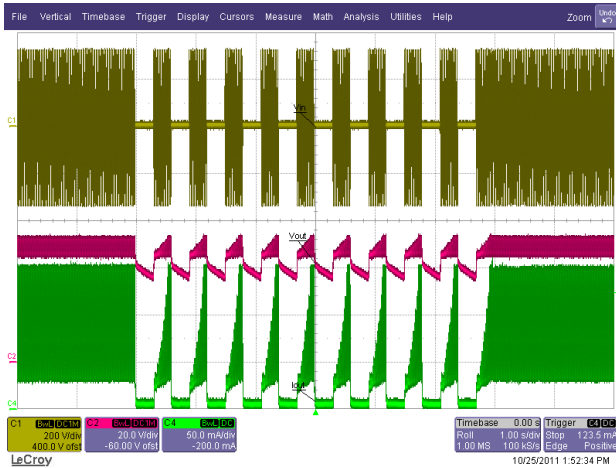 File Vertical Timebase Trigger Display Cursors Measure Math Analysis Utilities Help Zoom Undo
C1
Vin
Vout
C2
Iout
C4
C1 BwL DC1M
200 V/div
400.0 V ofst
C2 BwL DC1M
20.0 V/div
-60.00 V ofst
C4 BwL DC
50.0 mA/div
-200.0 mA
Timebase 0.00 s
Roll 1.00 s/div
1.00 MS 100 kS/s
Trigger C4 DC
Stop 123.5 mA
Edge Positive
LeCroy
10/25/2011 1:52:34 PM